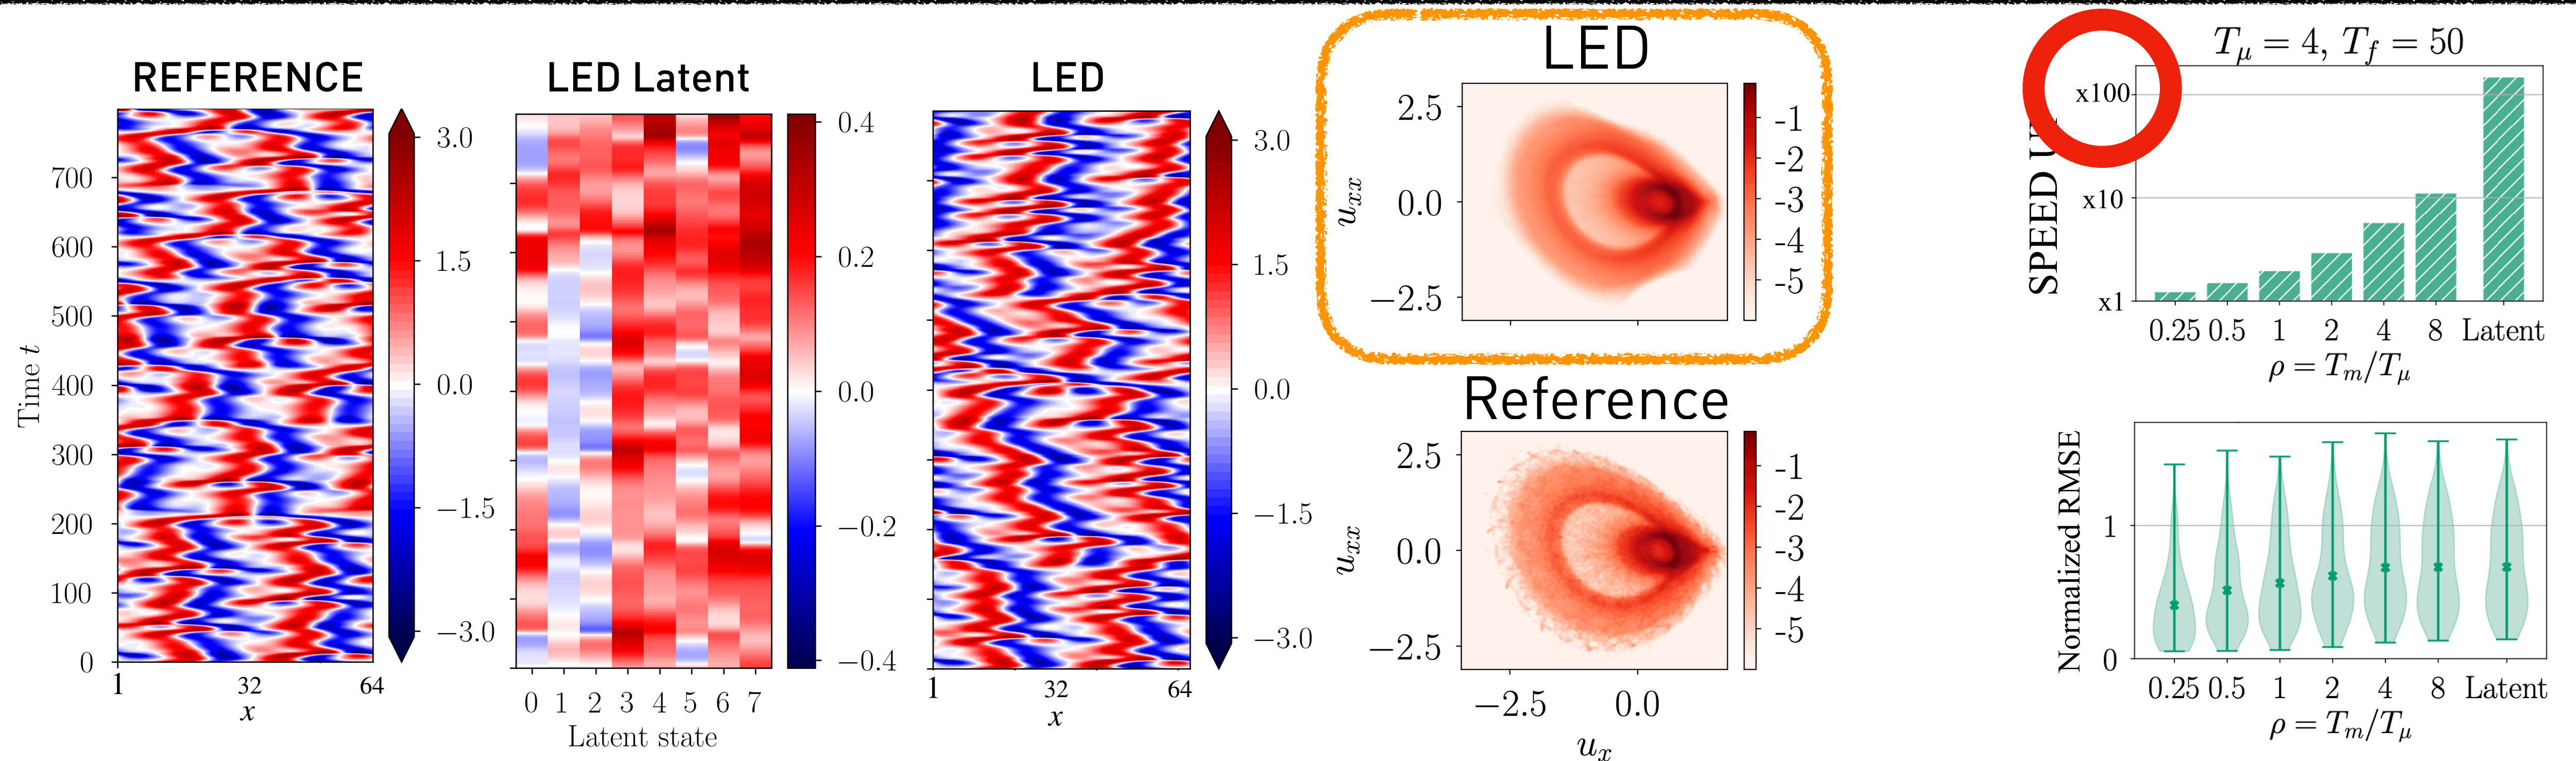 REFERENCE
Time t
700
600
500
400
300
200
100
0
1 32 64
x
3.0
1.5
0.0
−1.5
−3.0
LED Latent
0 1 2 3 4 5 6 7
Latent state
0.4
0.2
0.0
−0.2
−0.4
LED
1 32 64
x
3.0
1.5
0.0
−1.5
−3.0
LED
u_xx
2.5
0.0
−2.5
-1
-2
-3
-4
-5
Reference
u_xx
2.5
0.0
−2.5
−2.5 0.0
u_x
-1
-2
-3
-4
-5
T_μ = 4, T_f = 50
SPEED
x100
x10
x1
0.25 0.5 1 2 4 8 Latent
ρ = T_m/T_μ
Normalized RMSE
1
0
0.25 0.5 1 2 4 8 Latent
ρ = T_m/T_μ